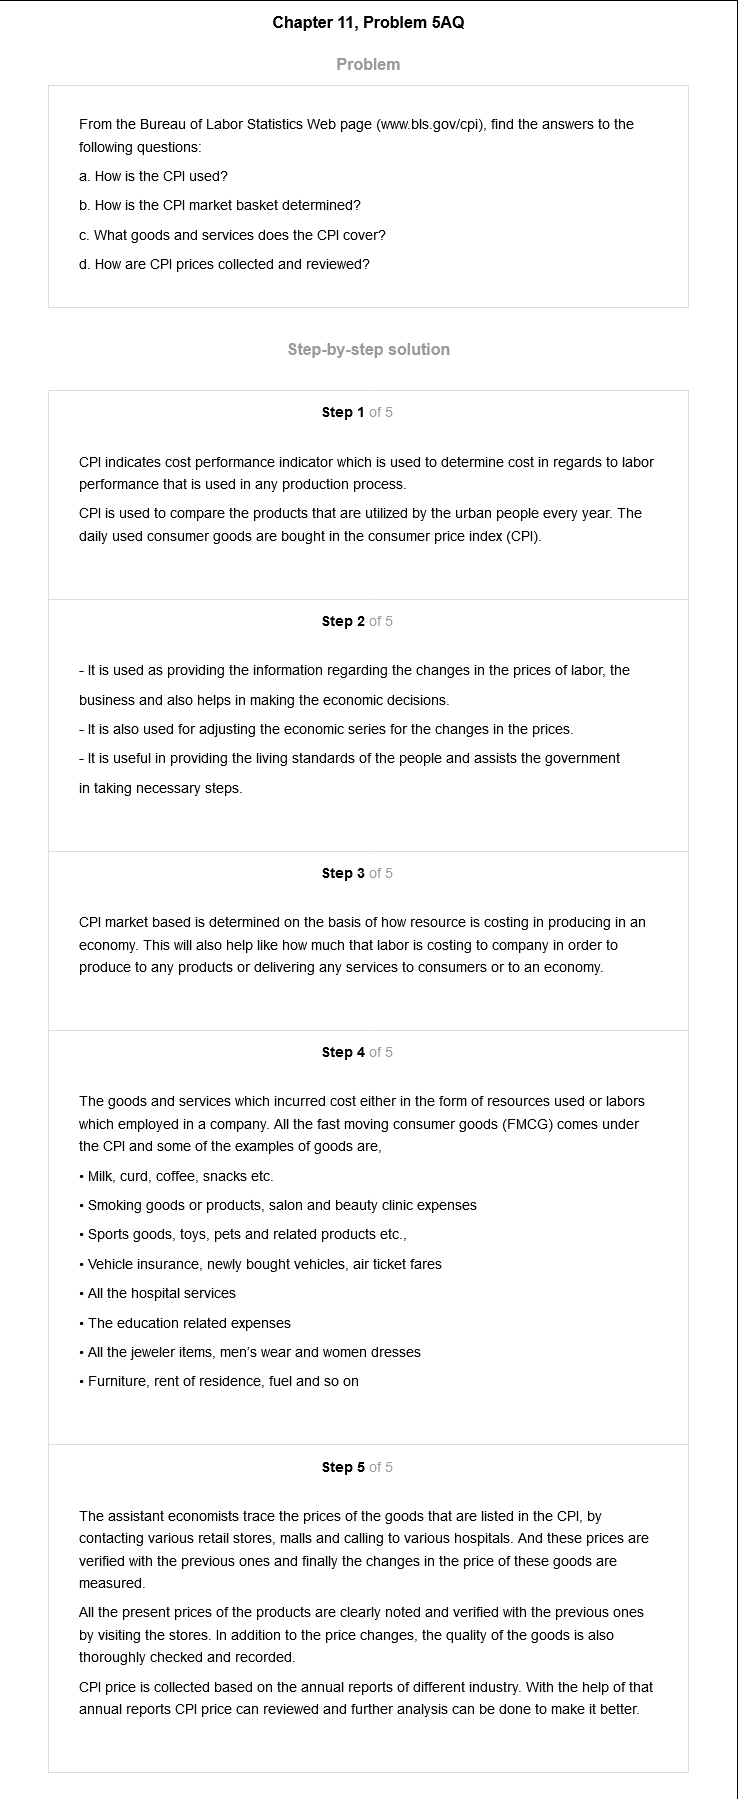 Chapter 11, Problem 5AQ
Problem
From the Bureau of Labor Statistics Web page (www.bls.gov/cpi), find the answers to the
following questions:
a. How is the CPI used?
b. How is the CPI market basket determined?
c. What goods and services does the CPI cover?
d. How are CPI prices collected and reviewed?
Step-by-step solution
Step 1 of 5
CPI indicates cost performance indicator which is used to determine cost in regards to labor
performance that is used in any production process.
CPI is used to compare the products that are utilized by the urban people every year. The
daily used consumer goods are bought in the consumer price index (CPI).
Step 2 of 5
- It is used as providing the information regarding the changes in the prices of labor, the
business and also helps in making the economic decisions.
- It is also used for adjusting the economic series for the changes in the prices.
- It is useful in providing the living standards of the people and assists the government
in taking necessary steps.
Step 3 of 5
CPI market based is determined on the basis of how resource is costing in producing in an
economy. This will also help like how much that labor is costing to company in order to
produce to any products or delivering any services to consumers or to an economy.
Step 4 of 5
The goods and services which incurred cost either in the form of resources used or labors
which employed in a company. All the fast moving consumer goods (FMCG) comes under
the CPI and some of the examples of goods are,
• Milk, curd, coffee, snacks etc.
• Smoking goods or products, salon and beauty clinic expenses
• Sports goods, toys, pets and related products etc.,
• Vehicle insurance, newly bought vehicles, air ticket fares
• All the hospital services
• The education related expenses
• All the jeweler items, men's wear and women dresses
• Furniture, rent of residence, fuel and so on
Step 5 of 5
The assistant economists trace the prices of the goods that are listed in the CPI, by
contacting various retail stores, malls and calling to various hospitals. And these prices are
verified with the previous ones and finally the changes in the price of these goods are
measured.
All the present prices of the products are clearly noted and verified with the previous ones
by visiting the stores. In addition to the price changes, the quality of the goods is also
thoroughly checked and recorded.
CPI price is collected based on the annual reports of different industry. With the help of that
annual reports CPI price can reviewed and further analysis can be done to make it better.